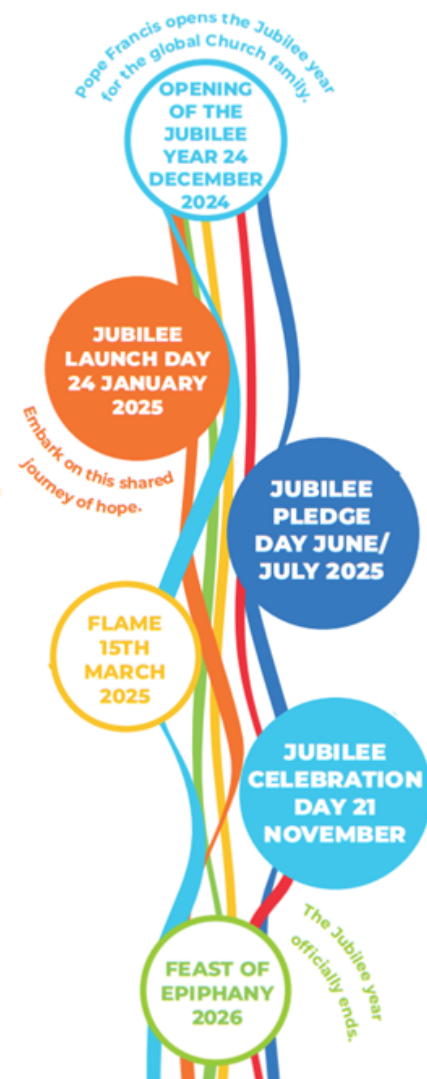 Pope Francis opens the Jubilee year
for the global Church family.
OPENING
OF THE
JUBILEE
YEAR 24
DECEMBER
2024
JUBILEE
LAUNCH DAY
24 JANUARY
2025
Embark on this shared
journey of hope.
JUBILEE
PLEDGE
DAY JUNE/
JULY 2025
FLAME
15TH
MARCH
2025
JUBILEE
CELEBRATION
DAY 21
NOVEMBER
The Jubilee year
officially ends.
FEAST OF
EPIPHANY
2026